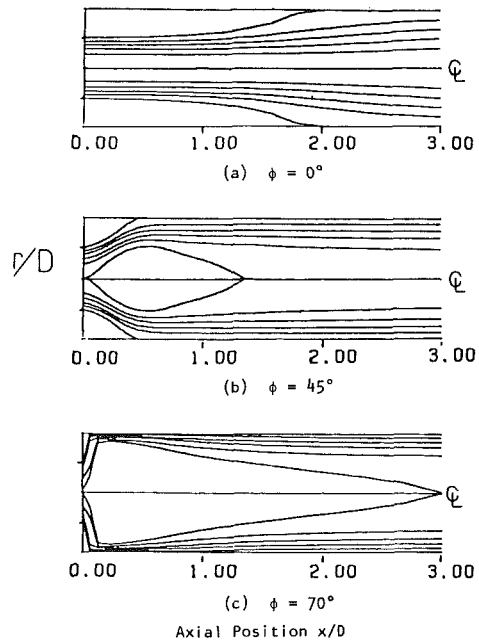 ℄
0.00 1.00 2.00 3.00
(a) ϕ = 0°
r/D
℄
0.00 1.00 2.00 3.00
(b) ϕ = 45°
℄
0.00 1.00 2.00 3.00
(c) ϕ = 70°
Axial Position x/D